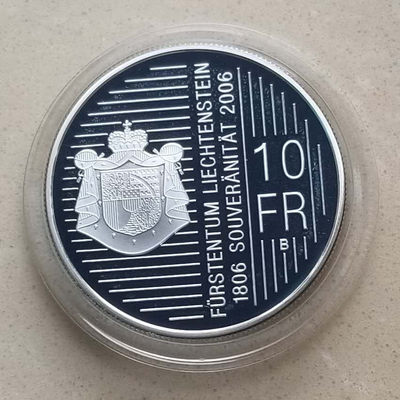 FÜRSTENTUM LIECHTENSTEIN
1806 SOUVERÄNITÄT 2006
10
FR
B